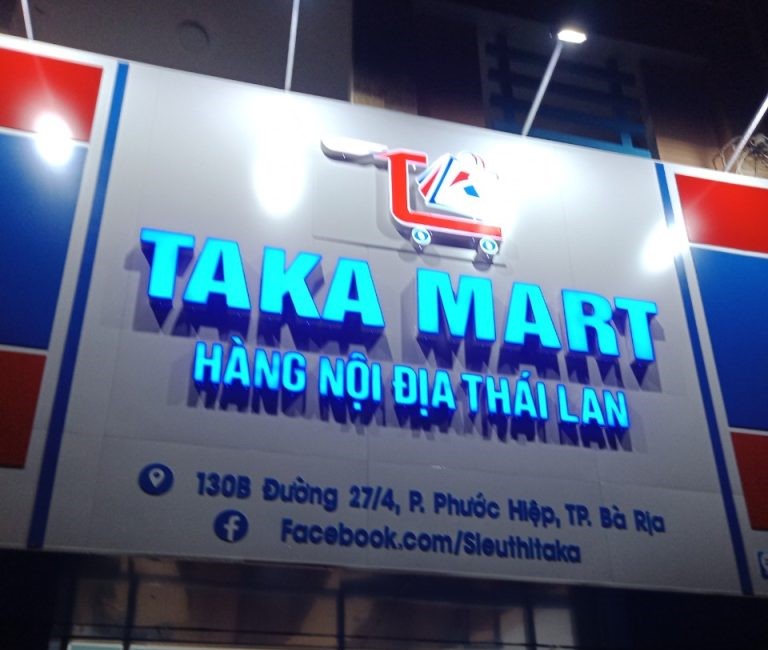 TAKA MART
HÀNG NỘI ĐỊA THÁI LAN
130B Đường 27/4, P. Phước Hiệp, TP. Bà Rịa
Facebook.com/Sieuthitaka